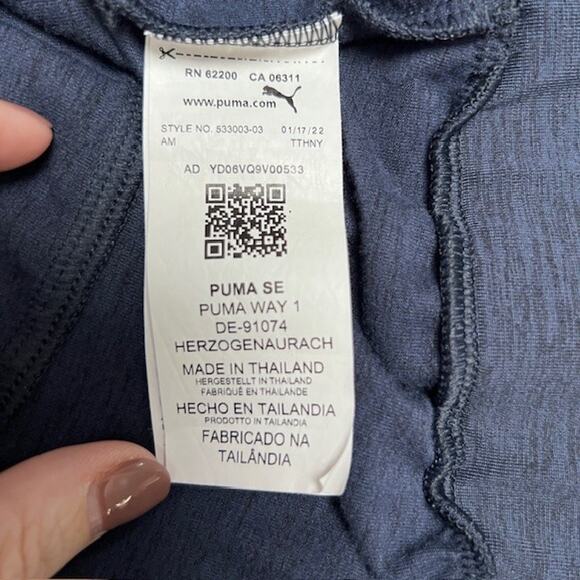 RN 62200 CA 06311
www.puma.com
STYLE NO. 533003-03 01/17/22
AM TTHNY
AD YD06VQ9V00533
PUMA SE
PUMA WAY 1
DE-91074
HERZOGENAURACH
MADE IN THAILAND
HERGESTELLT IN THAILAND
FABRIQUÉ EN THAILANDE
HECHO EN TAILANDIA
PRODOTTO IN TAILANDIA
FABRICADO NA
TAILÂNDIA